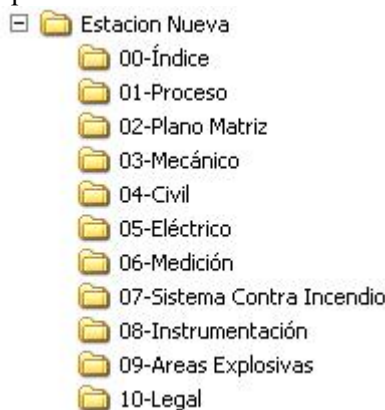 Estacion Nueva
00-Índice
01-Proceso
02-Plano Matriz
03-Mecánico
04-Civil
05-Eléctrico
06-Medición
07-Sistema Contra Incendio
08-Instrumentación
09-Areas Explosivas
10-Legal